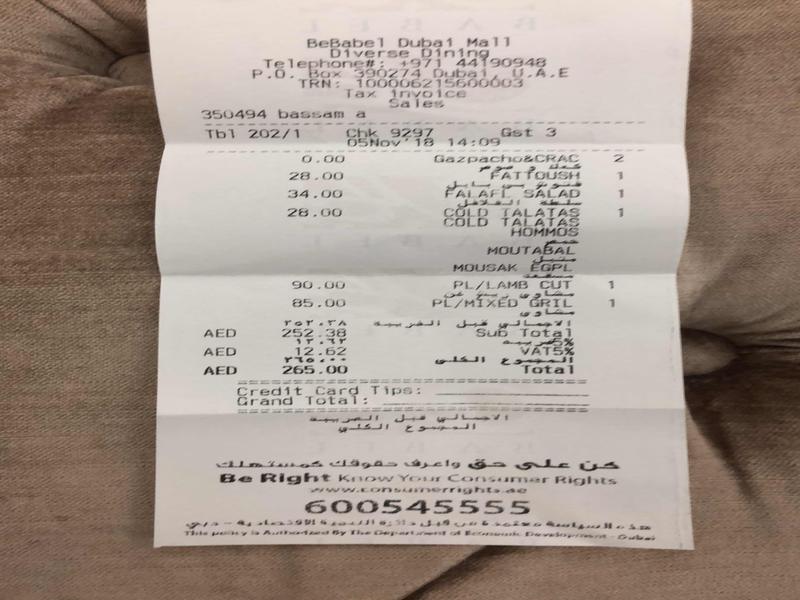 BeBabel Dubai Mall
Diverse Dining
Telephone#: +971 44190948
P.O. Box 390274 Dubai, U.A.E
TRN: 100006215600003
Tax invoice
Sales
350494 bassam a
Tbl 202/1 Chk 9297 Gst 3
05Nov'18 14:09
0.00 Gazpacho&CRAC 2
28.00 FATTOUSH 1
34.00 FALAFL SALAD 1
سلطة الفلافل
28.00 COLD TALATAS 1
COLD TALATAS
HOMMOS
حمص
MOUTABAL
متبل
MOUSAK EGPL
مسقعة
90.00 PL/LAMB CUT 1
85.00 PL/MIXED GRIL 1
مشاوي
٢٥٢.٣٨ الاجمالي قبل الضريبه
AED 252.38 Sub Total
١٢.٦٢ 5%ضريبه
AED 12.62 VAT5%
٢٦٥.٠٠ المجموع الكلي
AED 265.00 Total
Credit Card Tips:
Grand Total:
الاجمالي قبل الضريبه
المجموع الكلي
كن على حق واعرف حقوقك كمستهلك
Be Right Know Your Consumer Rights
www.consumerrights.ae
600545555
هذه السياسة معتمدة من قبل دائرة التنمية الاقتصادية - دبي
This policy is Authorized By The Department of Economic Development - Dubai